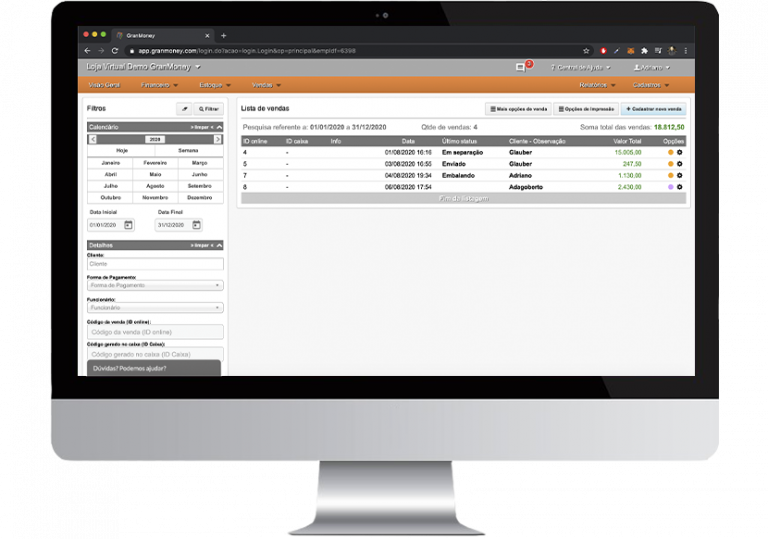 GranMoney
app.granmoney.com/login.do?acao=login.Login&op=principal&empIdf=6398
Loja Virtual Demo GranMoney
3
Central de Ajuda
Adriano
Visão Geral Financeiro Estoque Vendas Relatórios Cadastros
Filtros
Filtrar
Lista de vendas
Mais opções de venda
Opções de Impressão
+ Cadastrar nova venda
Calendário
> limpar <
2020
Hoje Semana
Janeiro Fevereiro Março
Abril Maio Junho
Julho Agosto Setembro
Outubro Novembro Dezembro
Data Inicial Data Final
01/01/2020 31/12/2020
Detalhes
> limpar <
Cliente:
Cliente
Forma de Pagamento:
Forma de Pagamento
Funcionário:
Funcionário
Código da venda (ID online):
Código da venda (ID online)
Código gerado no caixa (ID Caixa):
Código gerado no caixa (ID Caixa)
Dúvidas? Podemos ajudar?
Pesquisa referente a: 01/01/2020 a 31/12/2020 Qtde de vendas: 4 Soma total das vendas: 18.812,50
ID online ID caixa Info Data Último status Cliente - Observação Valor Total Opções
4 - 01/08/2020 16:16 Em separação Glauber 15.005,00
5 - 03/08/2020 16:55 Enviado Glauber 247,50
7 - 04/08/2020 19:34 Embalando Adriano 1.130,00
8 - 06/08/2020 17:54 Adagoberto 2.430,00
Fim da listagem